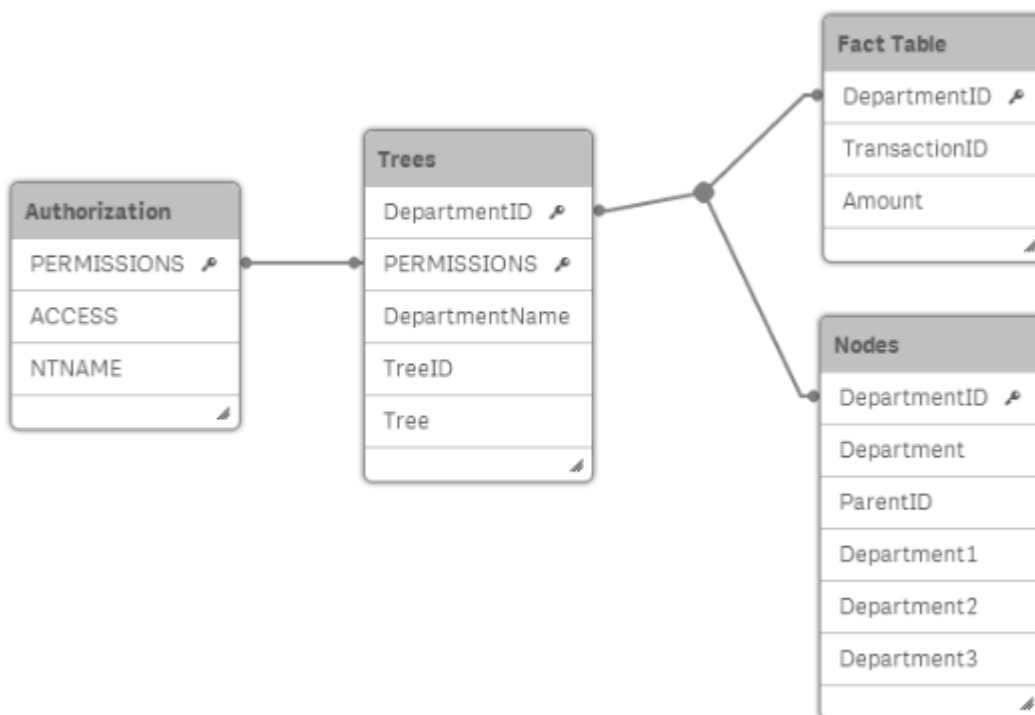 Authorization
PERMISSIONS
ACCESS
NTNAME
Trees
DepartmentID
PERMISSIONS
DepartmentName
TreeID
Tree
Fact Table
DepartmentID
TransactionID
Amount
Nodes
DepartmentID
Department
ParentID
Department1
Department2
Department3